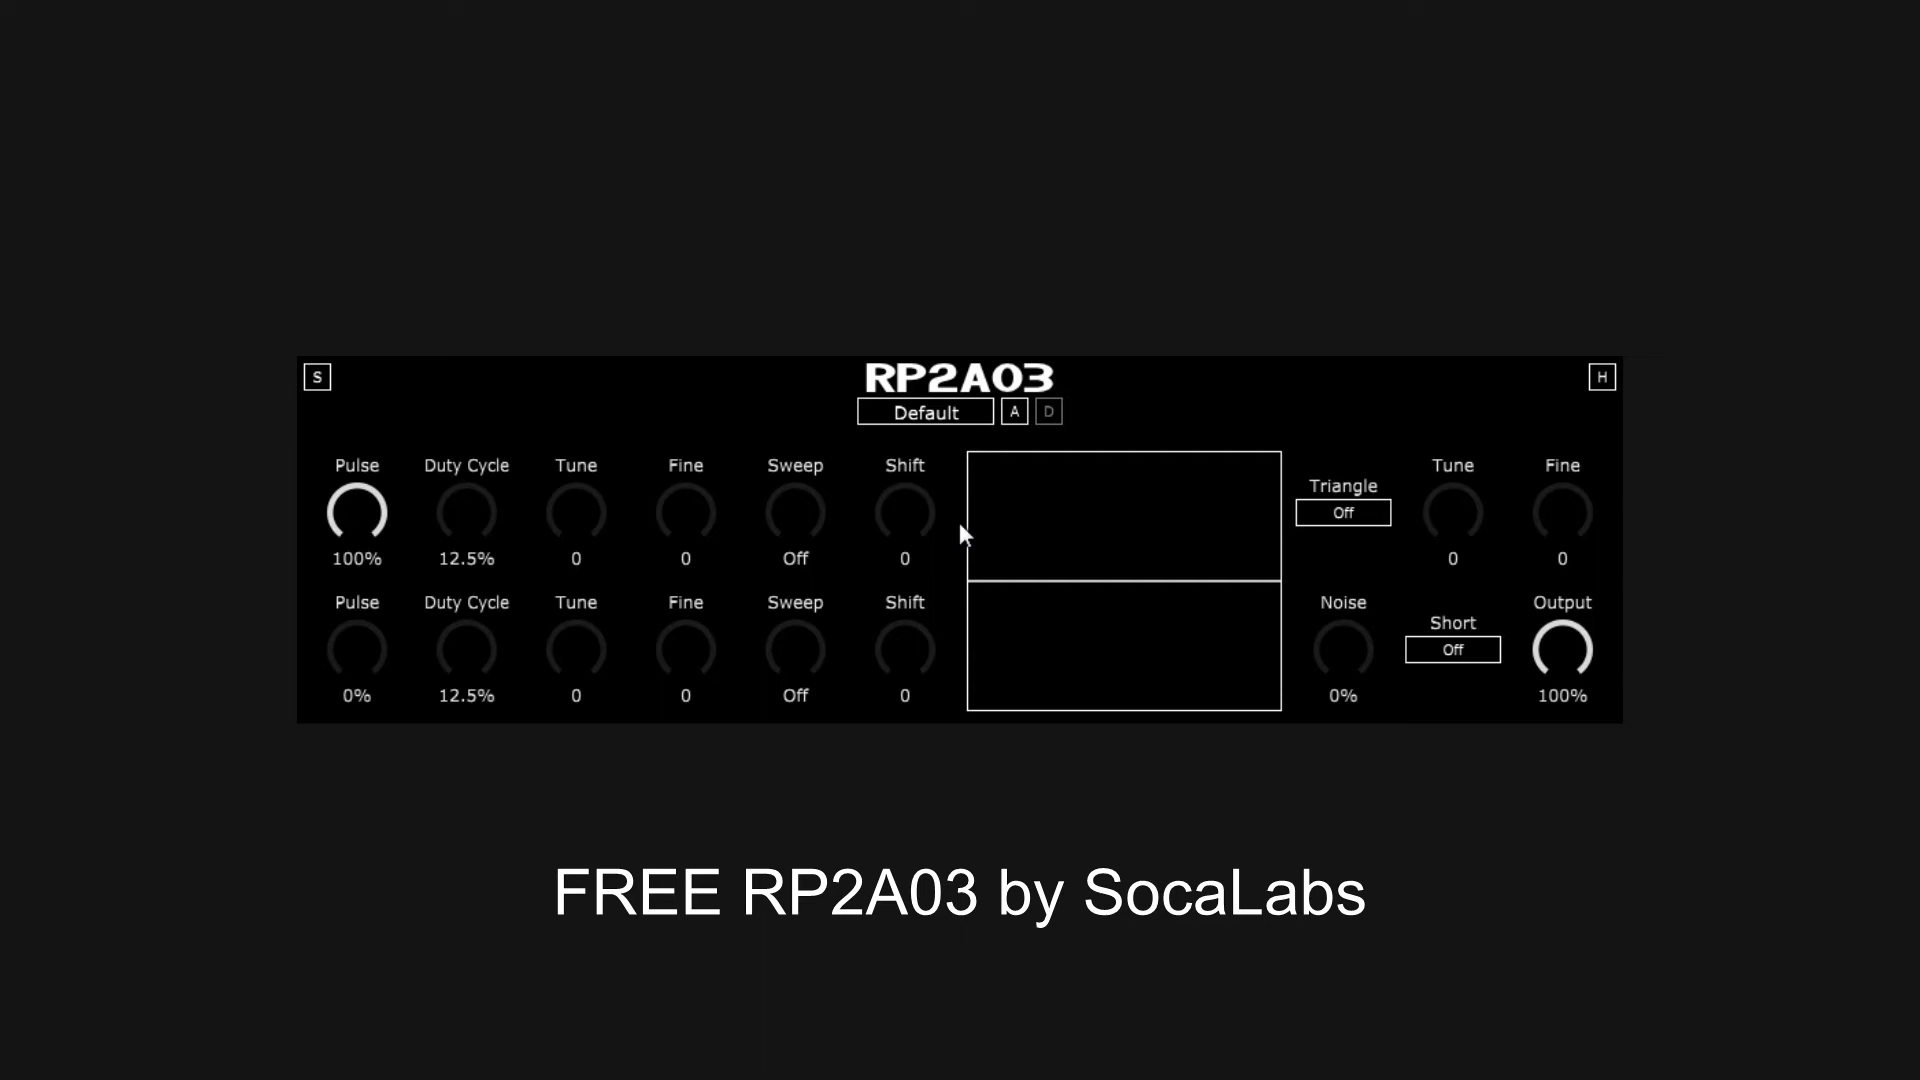 S
RP2A03
H
Default A D
Pulse Duty Cycle Tune Fine Sweep Shift
100% 12.5% 0 0 Off 0
Triangle
Off
Tune Fine
0 0
Pulse Duty Cycle Tune Fine Sweep Shift
0% 12.5% 0 0 Off 0
Noise
0%
Short
Off
Output
100%
FREE RP2A03 by SocaLabs